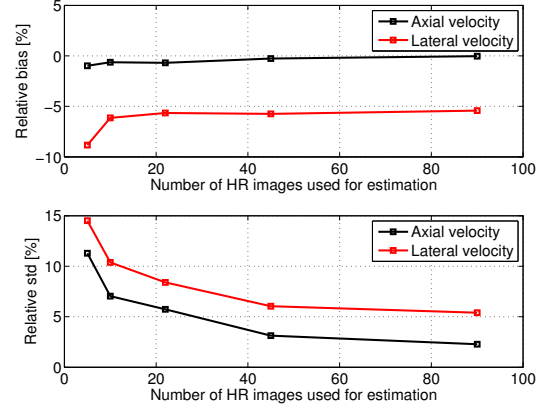 5
0
−5
−10
Relative bias [%]
Axial velocity
Lateral velocity
0
20
40
60
80
100
Number of HR images used for estimation
15
10
5
0
Relative std [%]
Axial velocity
Lateral velocity
0
20
40
60
80
100
Number of HR images used for estimation